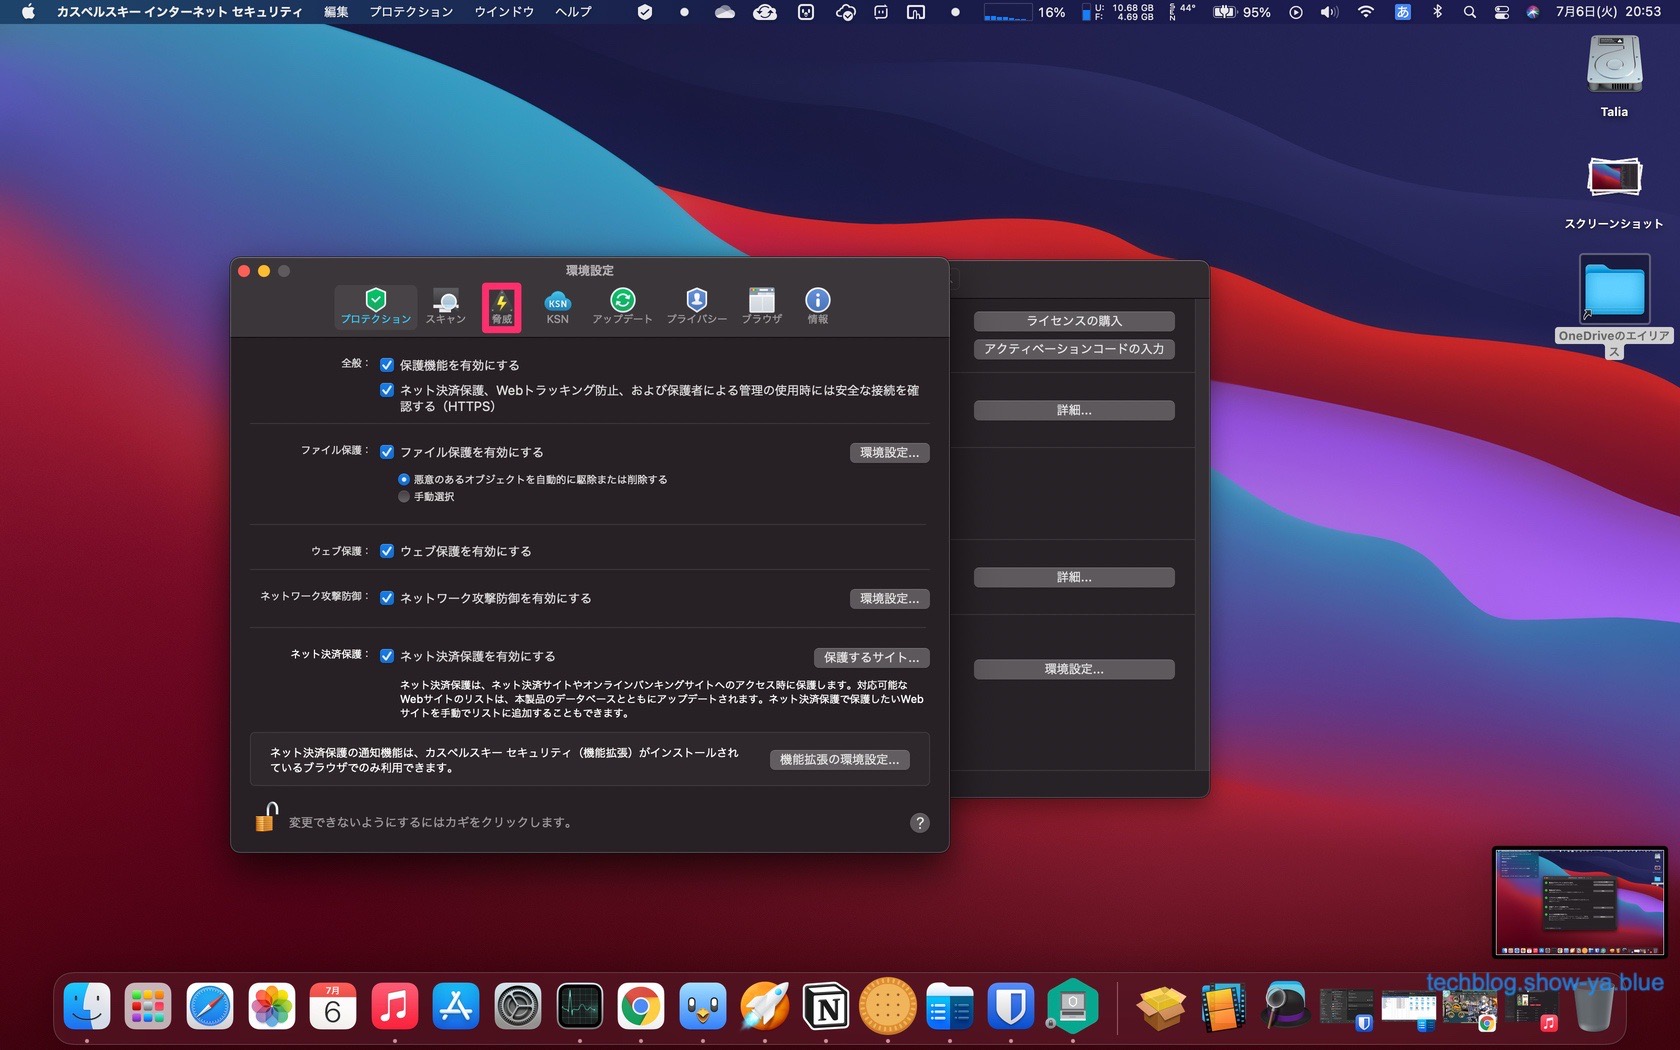 カスペルスキー インターネット セキュリティ 編集 プロテクション ウインドウ ヘルプ
16% U: 10.68 GB F: 4.69 GB 44° 95% あ 7月6日(火) 20:53
Talia
スクリーンショット
OneDriveのエイリアス
環境設定
プロテクション スキャン 脅威 KSN KSN アップデート プライバシー ブラウザ 情報
全般： 保護機能を有効にする
ネット決済保護、Webトラッキング防止、および保護者による管理の使用時には安全な接続を確
認する（HTTPS）
ファイル保護： ファイル保護を有効にする 環境設定...
悪意のあるオブジェクトを自動的に駆除または削除する
手動選択
ウェブ保護： ウェブ保護を有効にする
ネットワーク攻撃防御： ネットワーク攻撃防御を有効にする 環境設定...
ネット決済保護： ネット決済保護を有効にする 保護するサイト...
ネット決済保護は、ネット決済サイトやオンラインバンキングサイトへのアクセス時に保護します。対応可能な
Webサイトのリストは、本製品のデータベースとともにアップデートされます。ネット決済保護で保護したいWeb
サイトを手動でリストに追加することもできます。
ネット決済保護の通知機能は、カスペルスキー セキュリティ（機能拡張）がインストールされ
ているブラウザでのみ利用できます。
機能拡張の環境設定...
変更できないようにするにはカギをクリックします。 ?
ライセンスの購入
アクティベーションコードの入力
詳細...
詳細...
環境設定...
7月
6
techblog.show-ya.blue